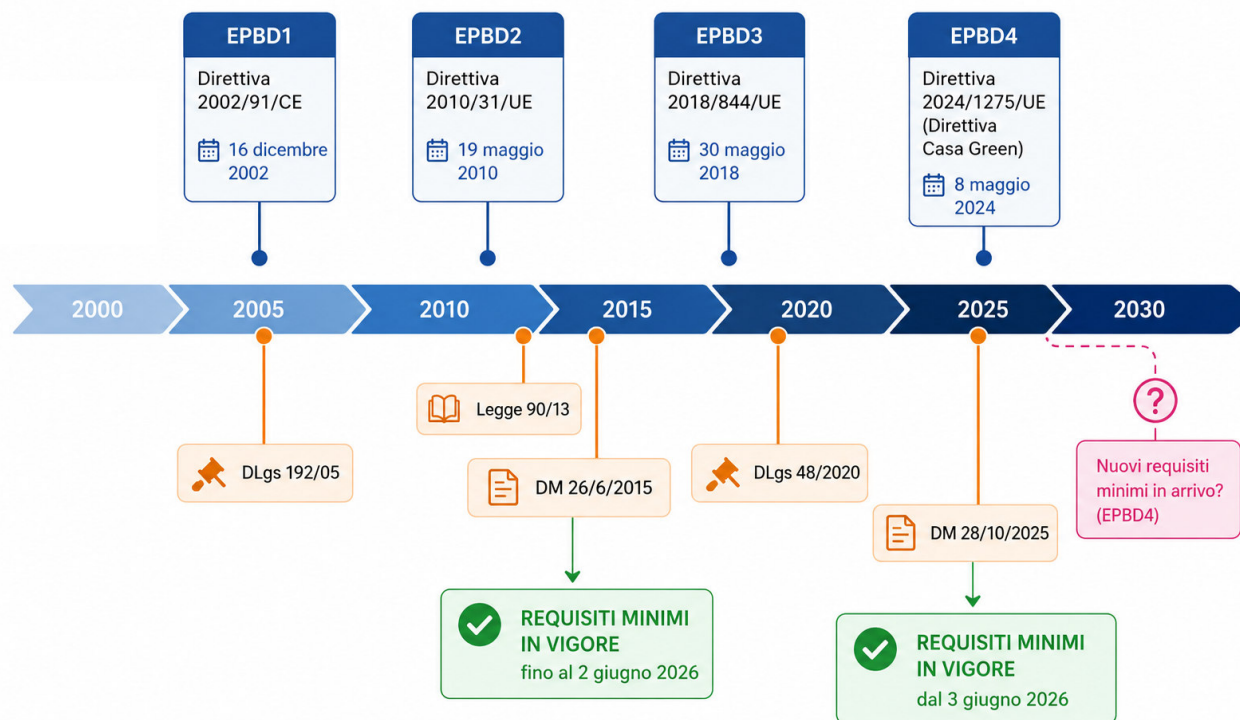 EPBD1
Direttiva
2002/91/CE
16 dicembre
2002
EPBD2
Direttiva
2010/31/UE
19 maggio
2010
EPBD3
Direttiva
2018/844/UE
30 maggio
2018
EPBD4
Direttiva
2024/1275/UE
(Direttiva
Casa Green)
8 maggio
2024
2000
2005
2010
2015
2020
2025
2030
DLgs 192/05
Legge 90/13
DM 26/6/2015
DLgs 48/2020
DM 28/10/2025
?
Nuovi requisiti
minimi in arrivo?
(EPBD4)
REQUISITI MINIMI
IN VIGORE
fino al 2 giugno 2026
REQUISITI MINIMI
IN VIGORE
dal 3 giugno 2026